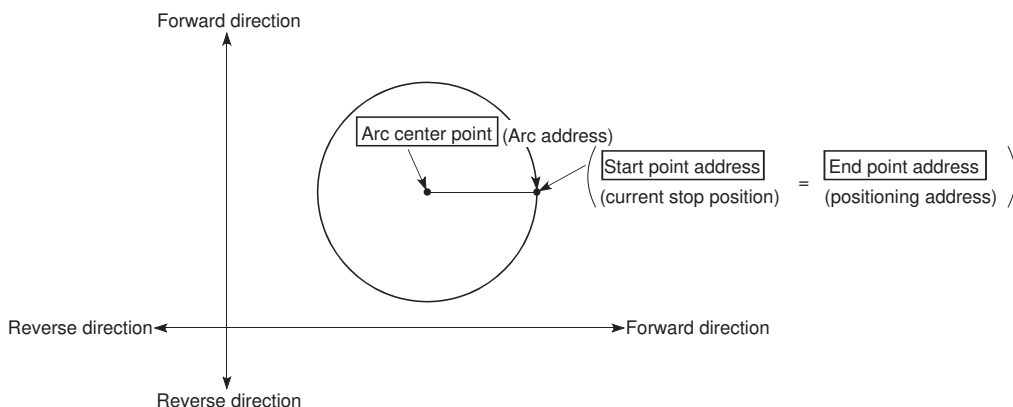 Forward direction
Arc center point (Arc address)
Start point address
(current stop position)
=
End point address
(positioning address)
Reverse direction
Forward direction
Reverse direction